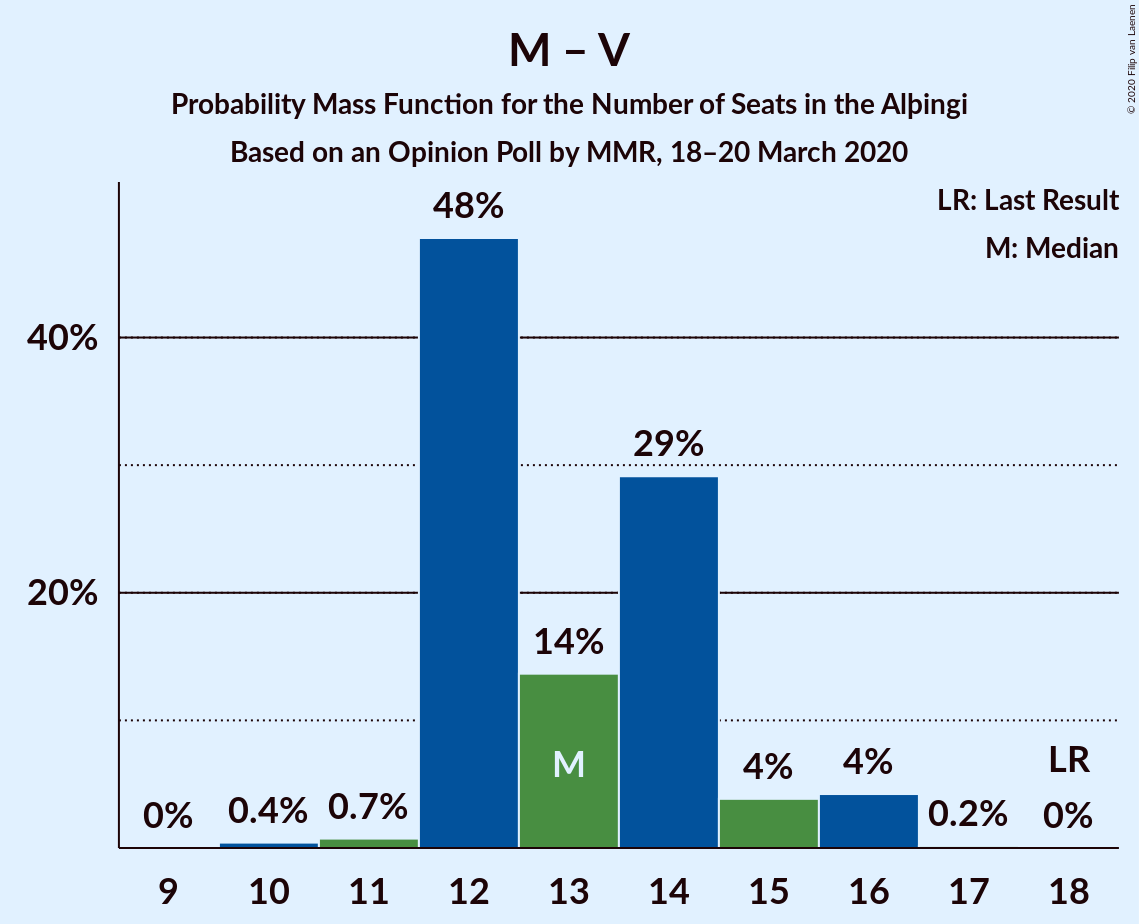 M – V
Probability Mass Function for the Number of Seats in the Alþingi
Based on an Opinion Poll by MMR, 18–20 March 2020
© 2020 Filip van Laenen
LR: Last Result
M: Median
48%
40%
29%
20%
14%
M
0%
0.4%
0.7%
4%
4%
0.2%
LR
0%
9 10 11 12 13 14 15 16 17 18